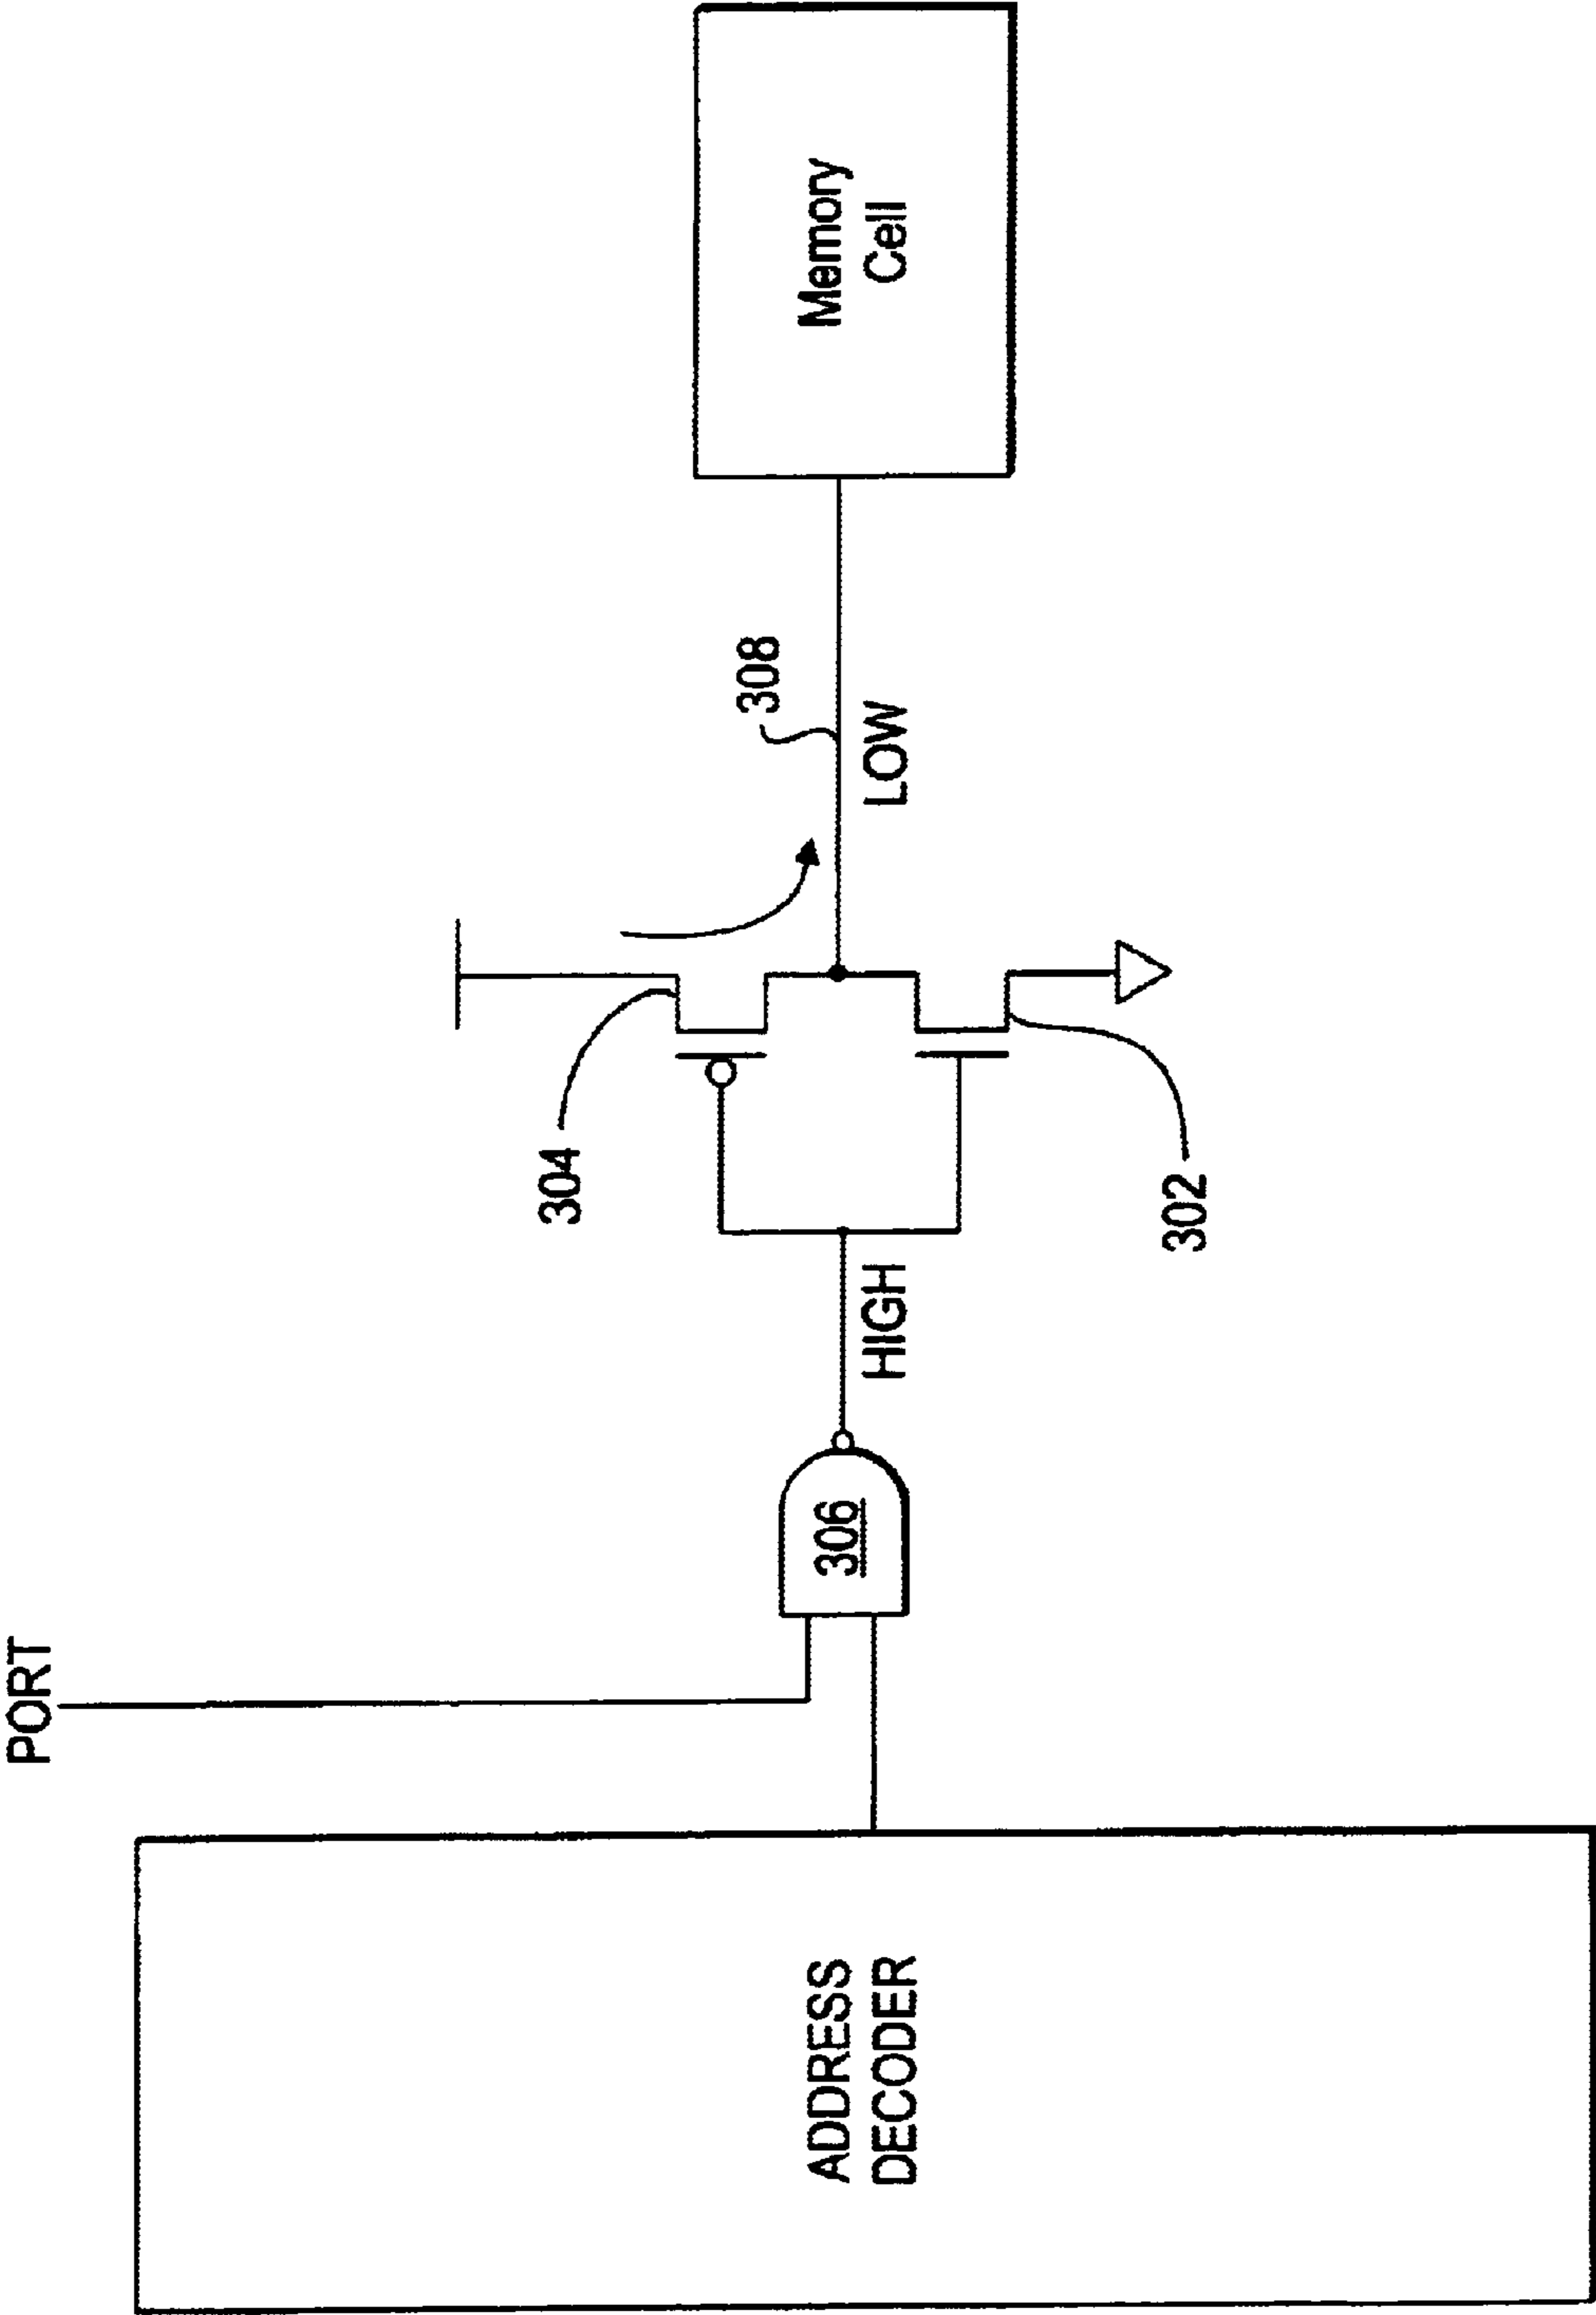 PORT
ADDRESS
DECODER
306
HIGH
304
302
308
LOW
Memory
Cell